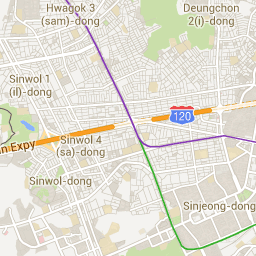 Hwagok 3
(sam)-dong
Deungchon
2(i)-dong
Sinwol 1
(il)-dong
120
Sinwol 4
(sa)-dong
n Expy
Sinwol-dong
Sinjeong-dong